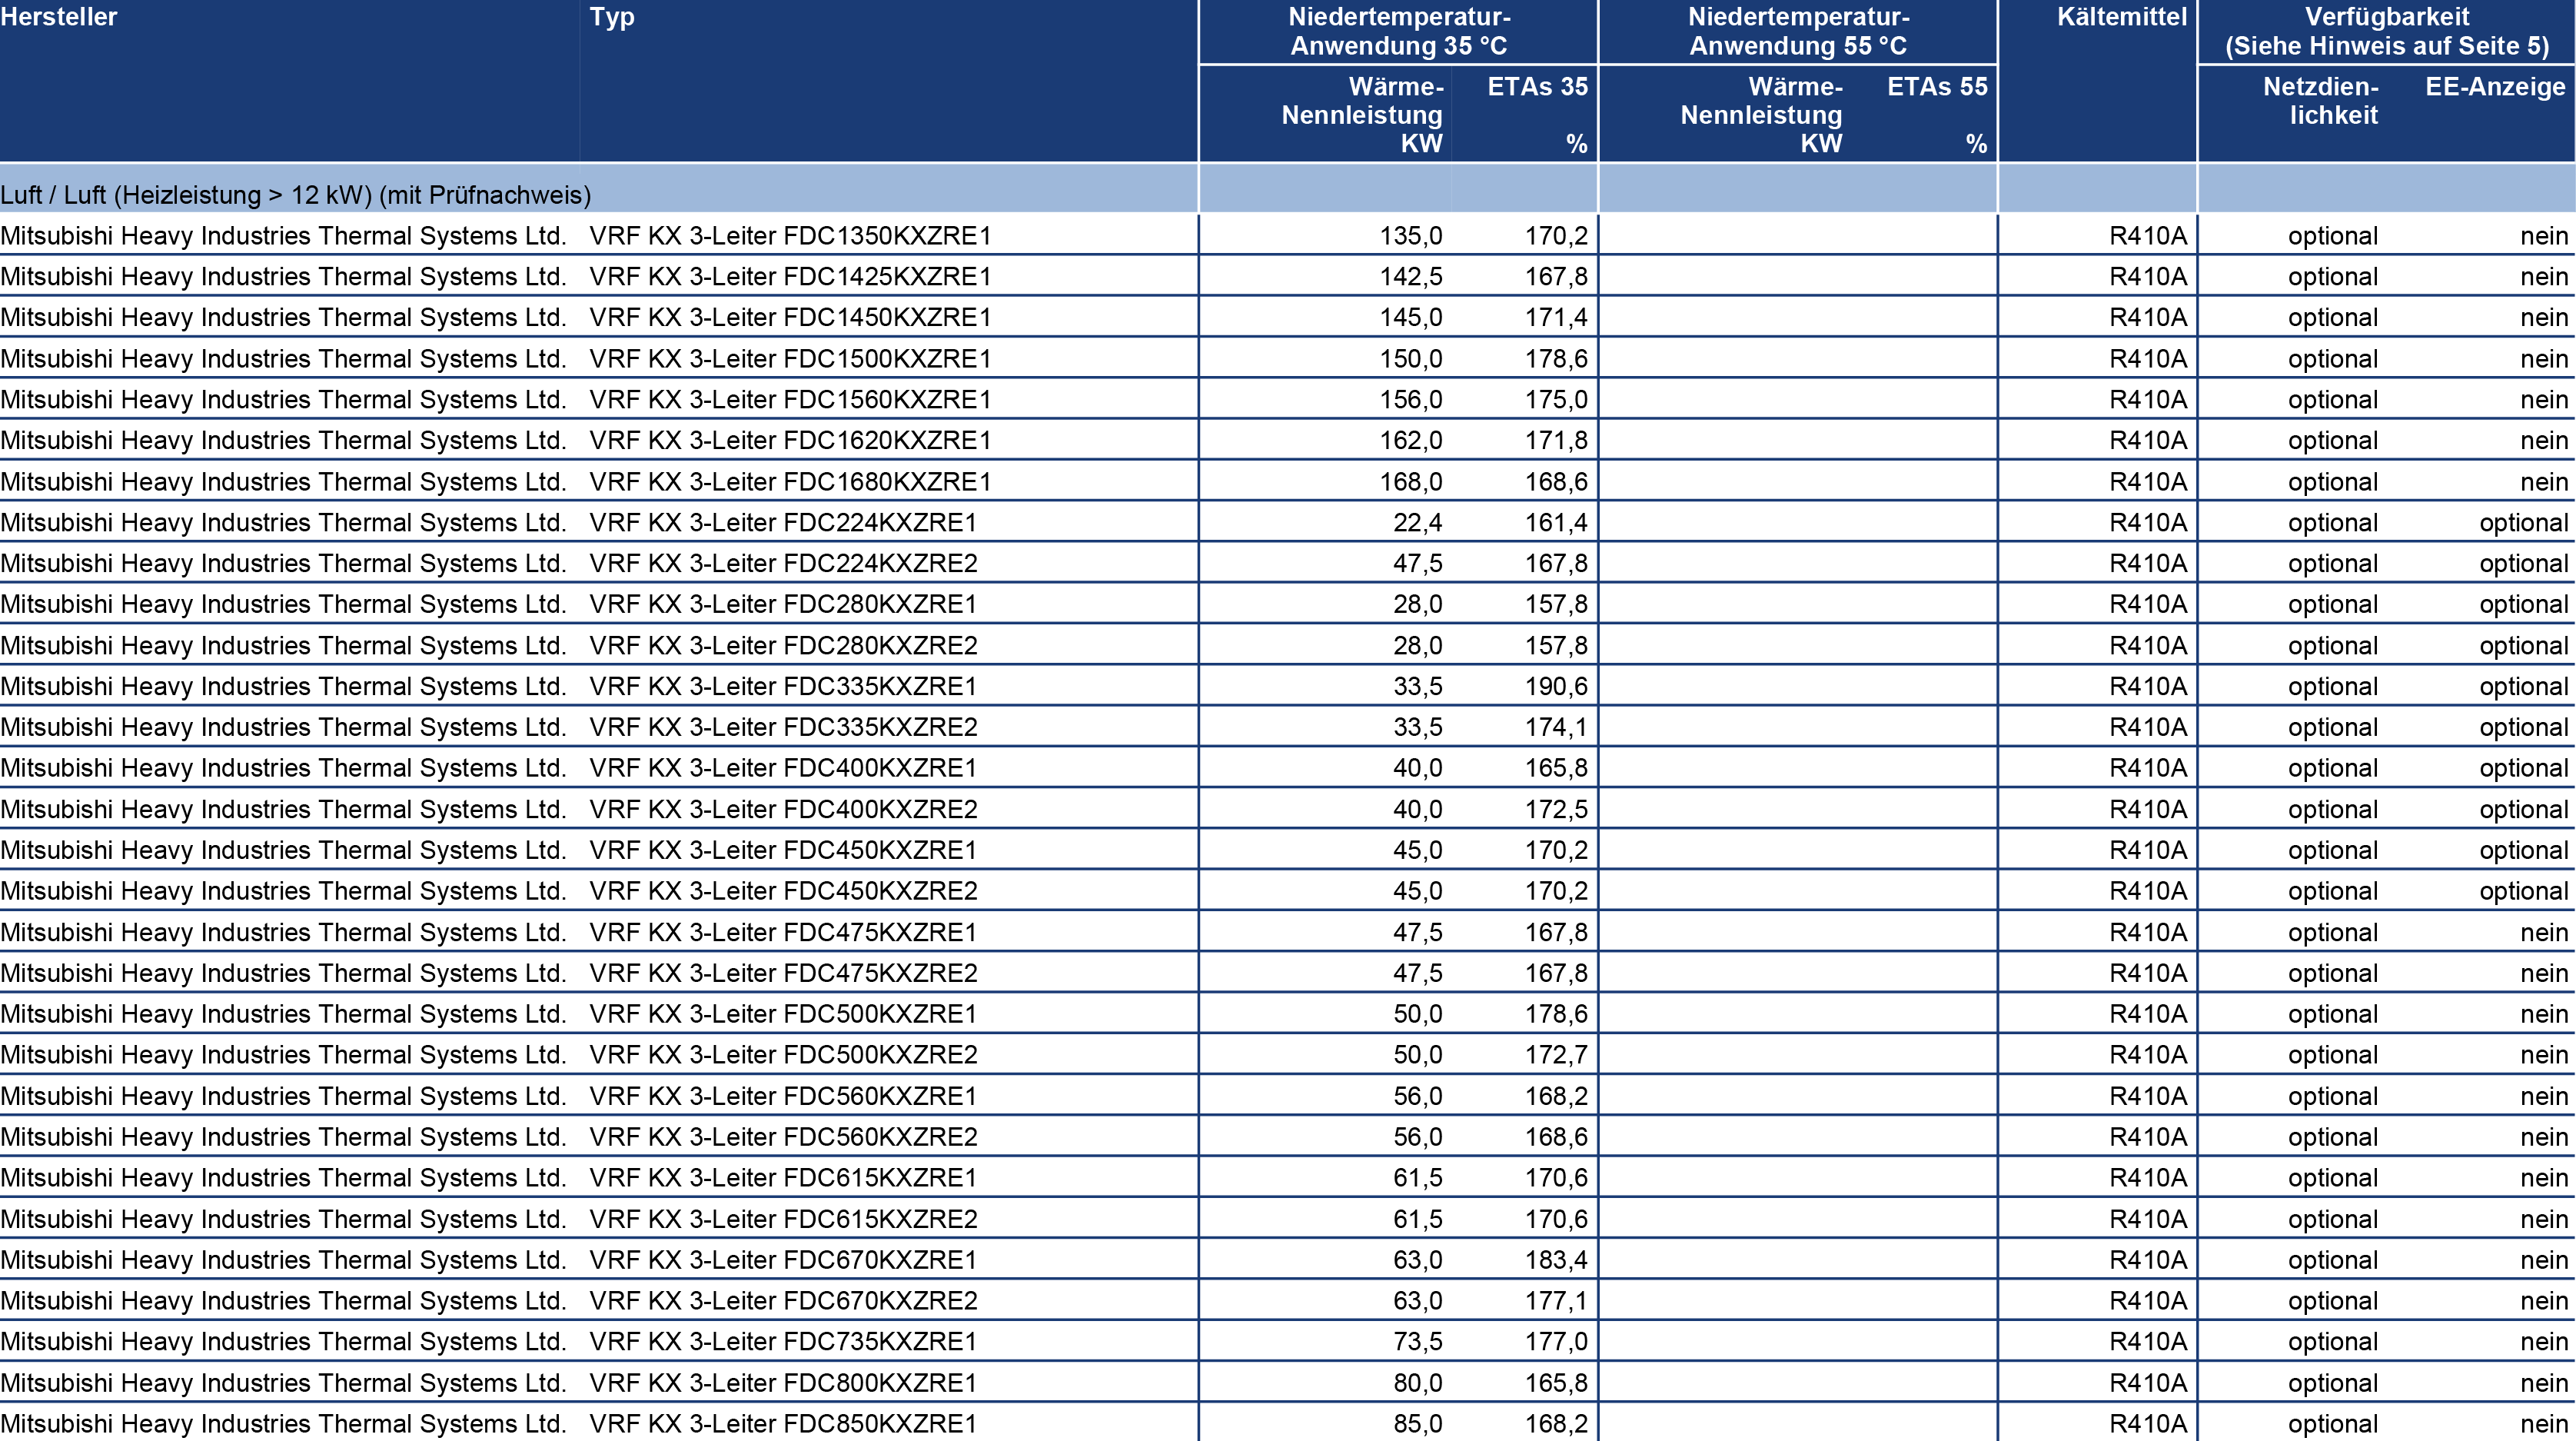 Hersteller Typ Niedertemperatur- Niedertemperatur- Kältemittel Verfügbarkeit
Anwendung 35 °C Anwendung 55 °C (Siehe Hinweis auf Seite 5)
Wärme- ETAs 35 Wärme- ETAs 55 Netzdien- EE-Anzeige
Nennleistung Nennleistung lichkeit
KW % KW %
Luft / Luft (Heizleistung > 12 kW) (mit Prüfnachweis)
Mitsubishi Heavy Industries Thermal Systems Ltd. VRF KX 3-Leiter FDC1350KXZRE1 135,0 170,2 R410A optional nein
Mitsubishi Heavy Industries Thermal Systems Ltd. VRF KX 3-Leiter FDC1425KXZRE1 142,5 167,8 R410A optional nein
Mitsubishi Heavy Industries Thermal Systems Ltd. VRF KX 3-Leiter FDC1450KXZRE1 145,0 171,4 R410A optional nein
Mitsubishi Heavy Industries Thermal Systems Ltd. VRF KX 3-Leiter FDC1500KXZRE1 150,0 178,6 R410A optional nein
Mitsubishi Heavy Industries Thermal Systems Ltd. VRF KX 3-Leiter FDC1560KXZRE1 156,0 175,0 R410A optional nein
Mitsubishi Heavy Industries Thermal Systems Ltd. VRF KX 3-Leiter FDC1620KXZRE1 162,0 171,8 R410A optional nein
Mitsubishi Heavy Industries Thermal Systems Ltd. VRF KX 3-Leiter FDC1680KXZRE1 168,0 168,6 R410A optional nein
Mitsubishi Heavy Industries Thermal Systems Ltd. VRF KX 3-Leiter FDC224KXZRE1 22,4 161,4 R410A optional optional
Mitsubishi Heavy Industries Thermal Systems Ltd. VRF KX 3-Leiter FDC224KXZRE2 47,5 167,8 R410A optional optional
Mitsubishi Heavy Industries Thermal Systems Ltd. VRF KX 3-Leiter FDC280KXZRE1 28,0 157,8 R410A optional optional
Mitsubishi Heavy Industries Thermal Systems Ltd. VRF KX 3-Leiter FDC280KXZRE2 28,0 157,8 R410A optional optional
Mitsubishi Heavy Industries Thermal Systems Ltd. VRF KX 3-Leiter FDC335KXZRE1 33,5 190,6 R410A optional optional
Mitsubishi Heavy Industries Thermal Systems Ltd. VRF KX 3-Leiter FDC335KXZRE2 33,5 174,1 R410A optional optional
Mitsubishi Heavy Industries Thermal Systems Ltd. VRF KX 3-Leiter FDC400KXZRE1 40,0 165,8 R410A optional optional
Mitsubishi Heavy Industries Thermal Systems Ltd. VRF KX 3-Leiter FDC400KXZRE2 40,0 172,5 R410A optional optional
Mitsubishi Heavy Industries Thermal Systems Ltd. VRF KX 3-Leiter FDC450KXZRE1 45,0 170,2 R410A optional optional
Mitsubishi Heavy Industries Thermal Systems Ltd. VRF KX 3-Leiter FDC450KXZRE2 45,0 170,2 R410A optional optional
Mitsubishi Heavy Industries Thermal Systems Ltd. VRF KX 3-Leiter FDC475KXZRE1 47,5 167,8 R410A optional nein
Mitsubishi Heavy Industries Thermal Systems Ltd. VRF KX 3-Leiter FDC475KXZRE2 47,5 167,8 R410A optional nein
Mitsubishi Heavy Industries Thermal Systems Ltd. VRF KX 3-Leiter FDC500KXZRE1 50,0 178,6 R410A optional nein
Mitsubishi Heavy Industries Thermal Systems Ltd. VRF KX 3-Leiter FDC500KXZRE2 50,0 172,7 R410A optional nein
Mitsubishi Heavy Industries Thermal Systems Ltd. VRF KX 3-Leiter FDC560KXZRE1 56,0 168,2 R410A optional nein
Mitsubishi Heavy Industries Thermal Systems Ltd. VRF KX 3-Leiter FDC560KXZRE2 56,0 168,6 R410A optional nein
Mitsubishi Heavy Industries Thermal Systems Ltd. VRF KX 3-Leiter FDC615KXZRE1 61,5 170,6 R410A optional nein
Mitsubishi Heavy Industries Thermal Systems Ltd. VRF KX 3-Leiter FDC615KXZRE2 61,5 170,6 R410A optional nein
Mitsubishi Heavy Industries Thermal Systems Ltd. VRF KX 3-Leiter FDC670KXZRE1 63,0 183,4 R410A optional nein
Mitsubishi Heavy Industries Thermal Systems Ltd. VRF KX 3-Leiter FDC670KXZRE2 63,0 177,1 R410A optional nein
Mitsubishi Heavy Industries Thermal Systems Ltd. VRF KX 3-Leiter FDC735KXZRE1 73,5 177,0 R410A optional nein
Mitsubishi Heavy Industries Thermal Systems Ltd. VRF KX 3-Leiter FDC800KXZRE1 80,0 165,8 R410A optional nein
Mitsubishi Heavy Industries Thermal Systems Ltd. VRF KX 3-Leiter FDC850KXZRE1 85,0 168,2 R410A optional nein